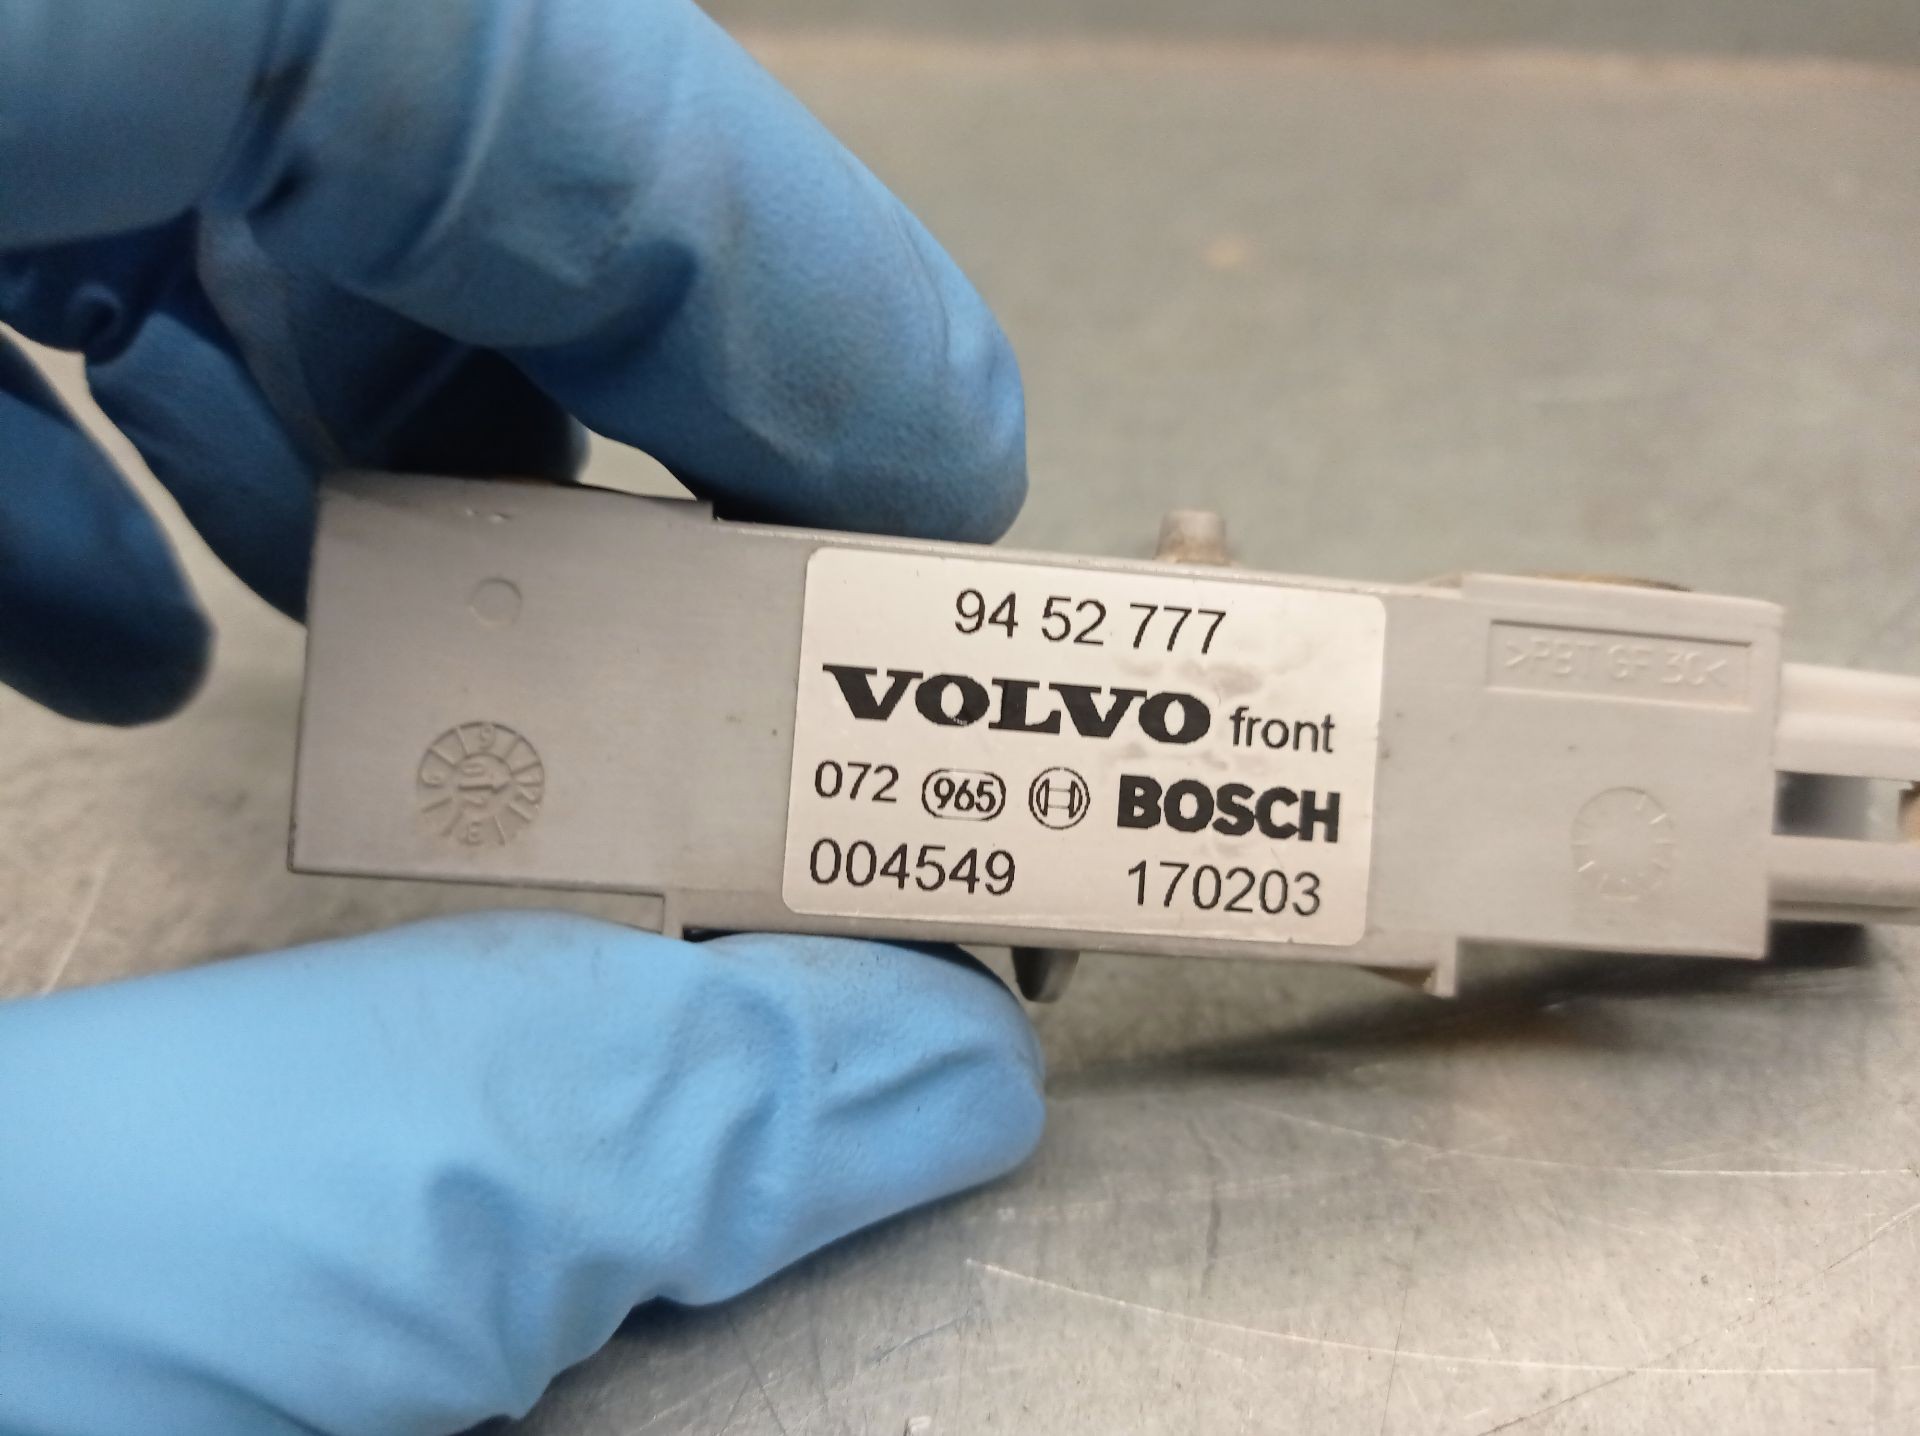 94 52 777
VOLVO front
072 965 BOSCH
004549 170203
>PBT GF 30<